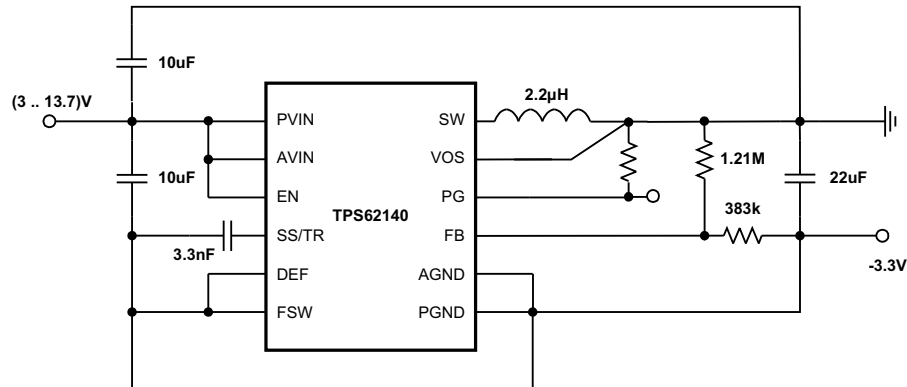 10uF
(3 .. 13.7)V
10uF
3.3nF
PVIN
AVIN
EN
SS/TR
DEF
FSW
TPS62140
SW
VOS
PG
FB
AGND
PGND
2.2µH
1.21M
383k
22uF
-3.3V